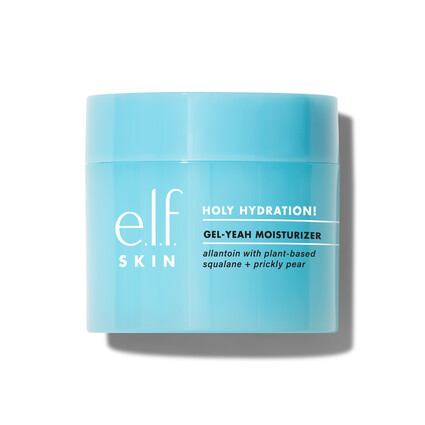 e.l.f.
SKIN
HOLY HYDRATION!
GEL-YEAH MOISTURIZER
allantoin with plant-based
squalane + prickly pear